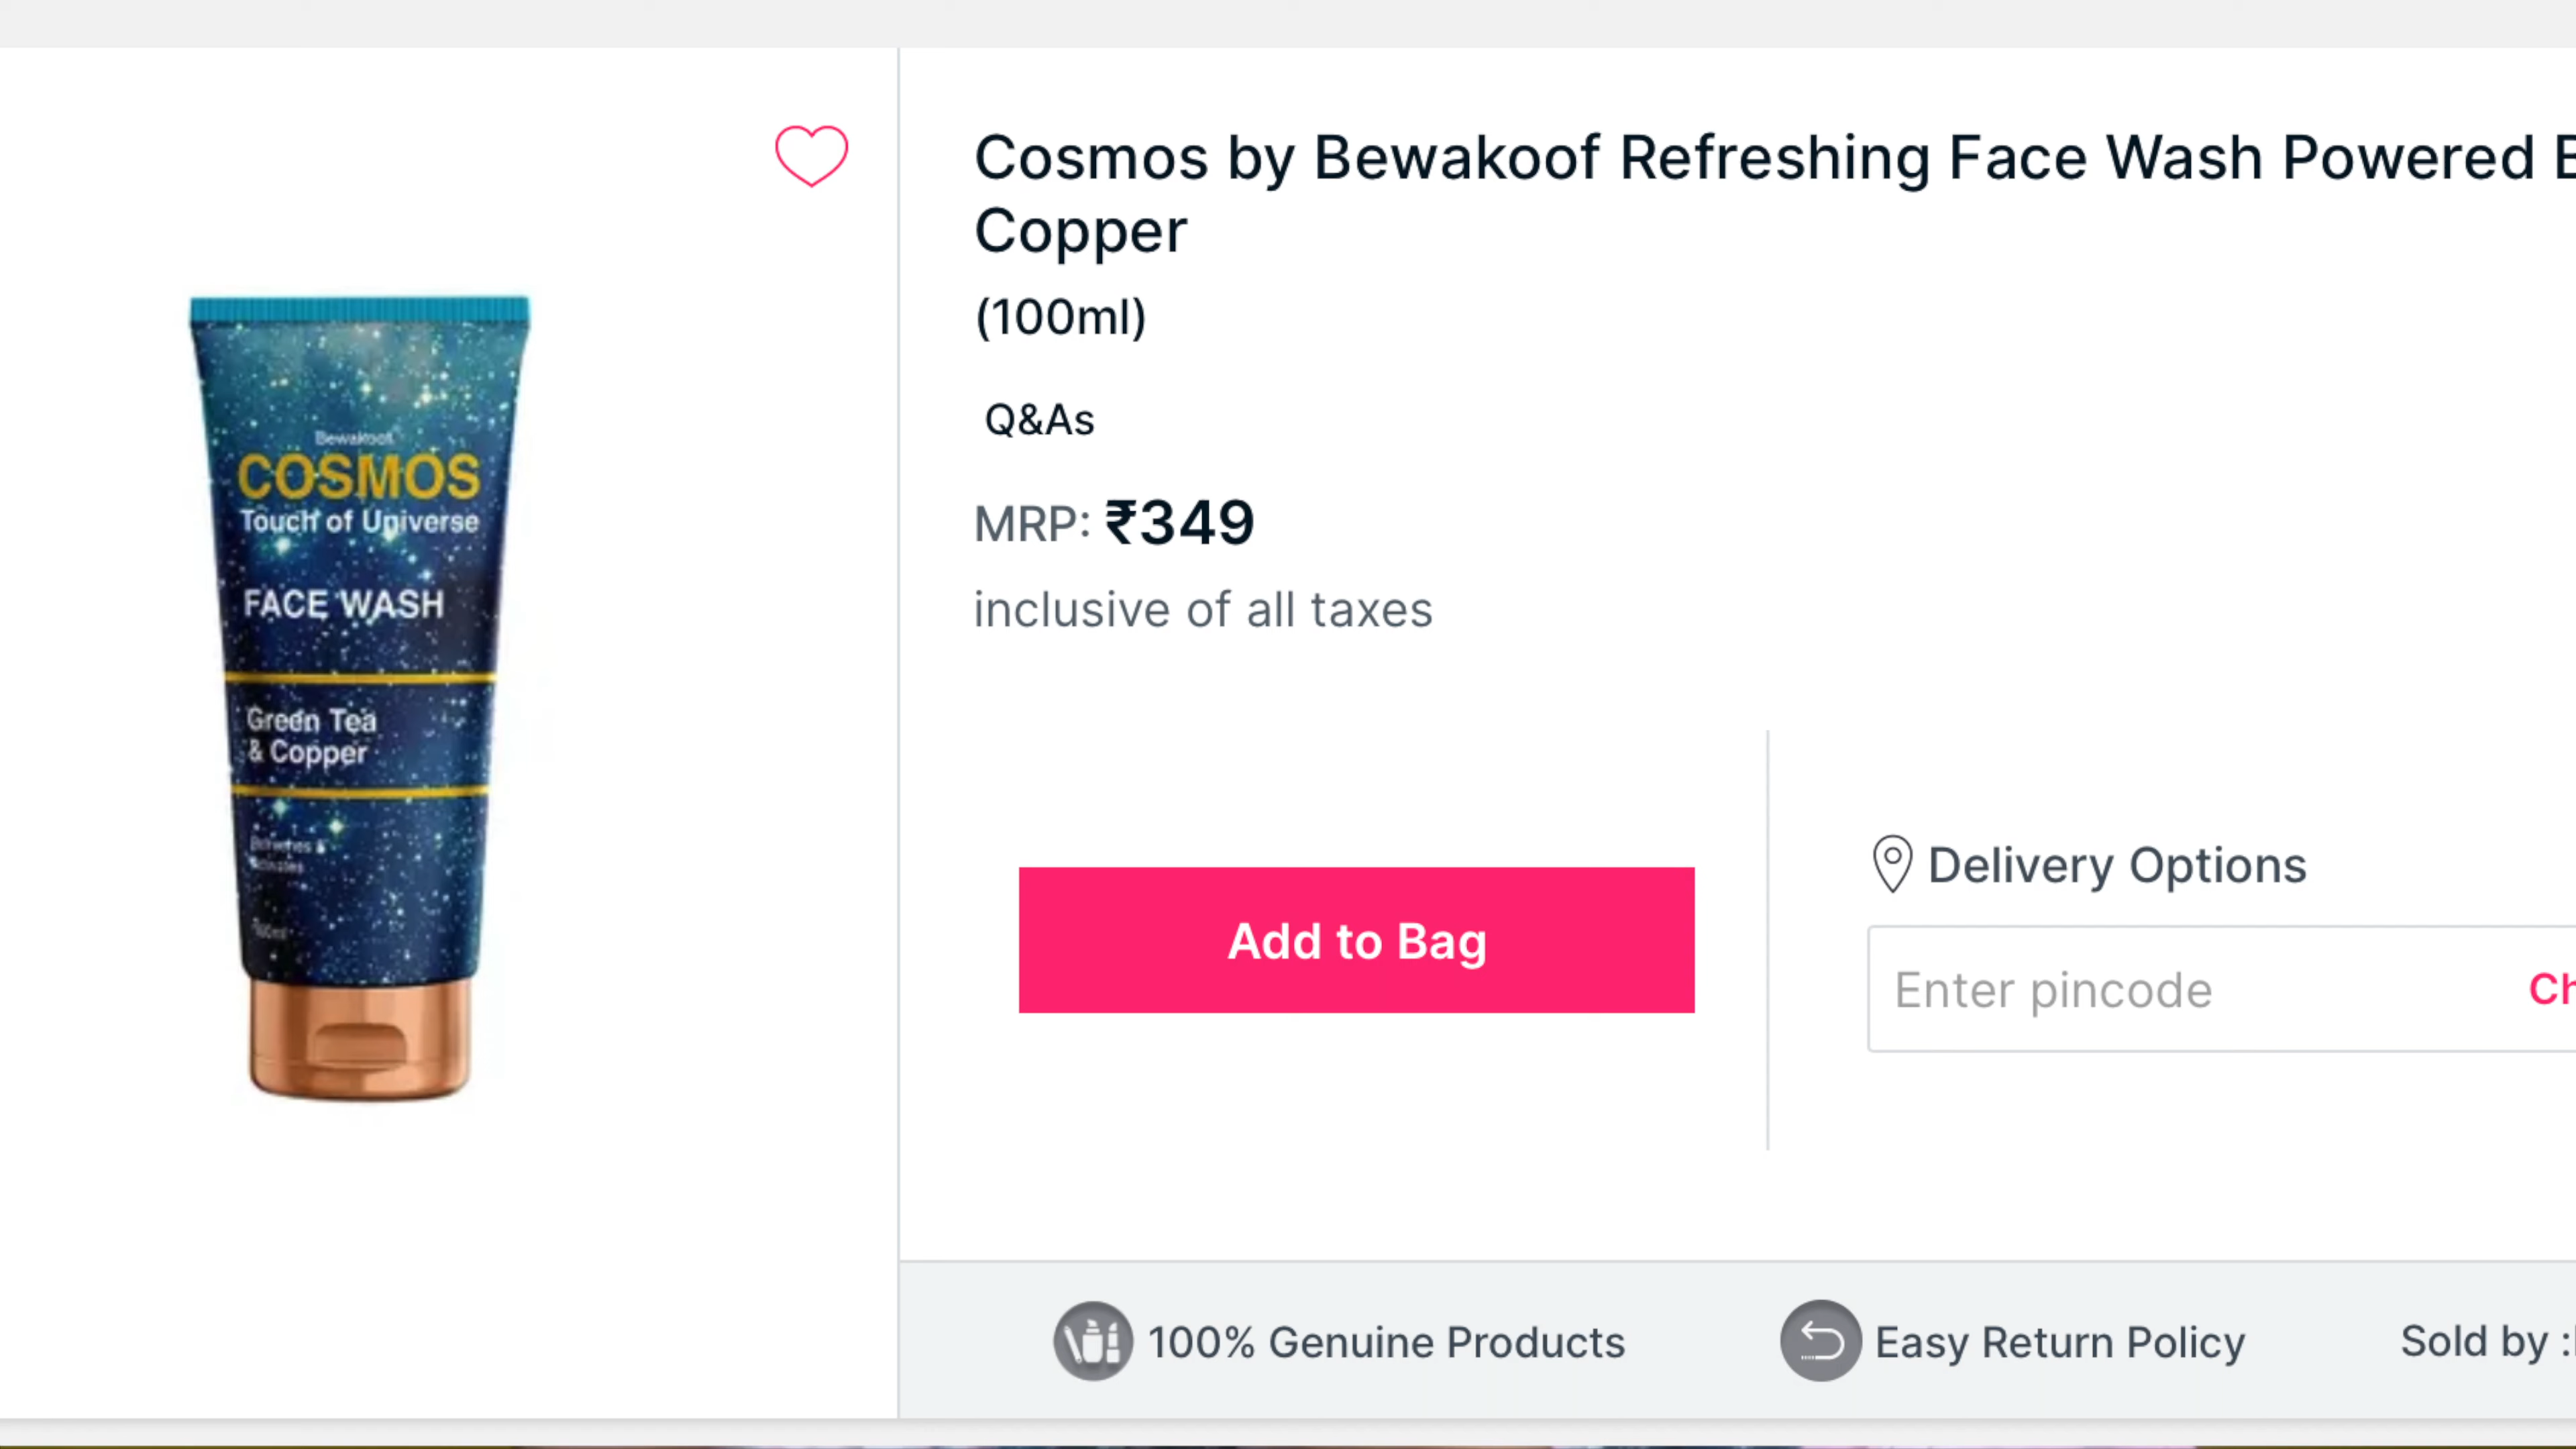 Cosmos by Bewakoof Refreshing Face Wash Powered
Copper
(100ml)
Q&As
MRP: ₹349
inclusive of all taxes
Add to Bag
Delivery Options
Enter pincode
100% Genuine Products
Easy Return Policy
Sold by :
Bewakoof
COSMOS
Touch of Universe
FACE WASH
Green Tea
& Copper